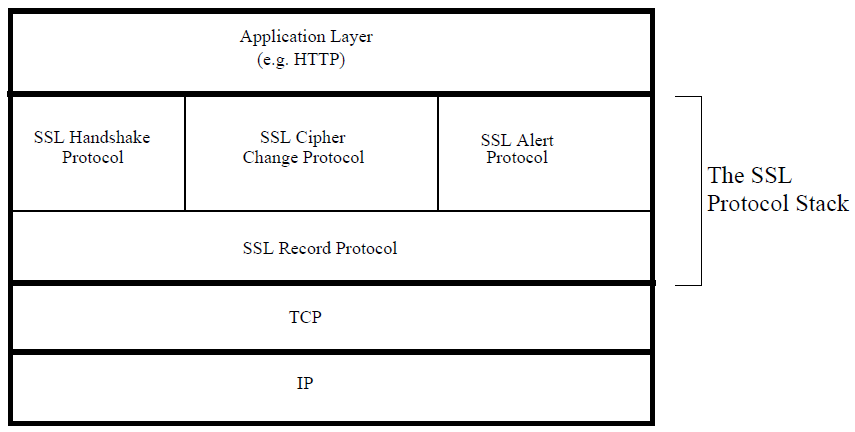 Application Layer
(e.g. HTTP)
SSL Handshake
Protocol
SSL Cipher
Change Protocol
SSL Alert
Protocol
The SSL
Protocol Stack
SSL Record Protocol
TCP
IP